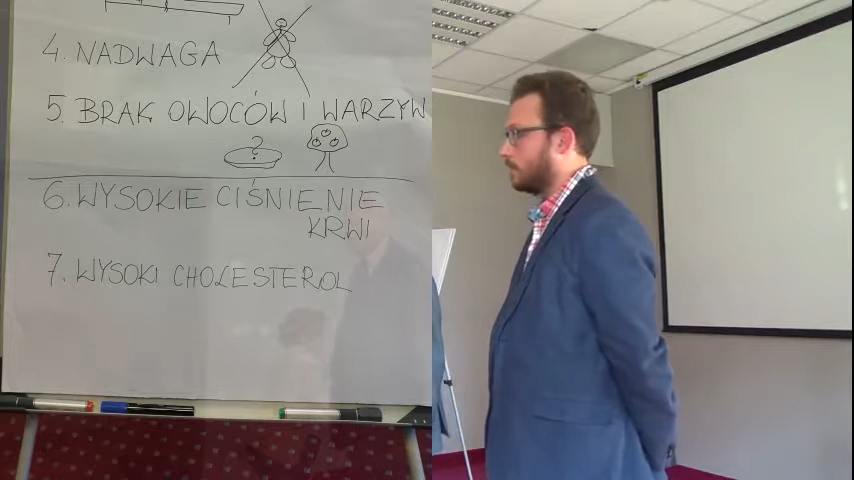 4. NADWAGA
5. BRAK OWOCÓW I WARZYW
?
6. WYSOKIE CIŚNIENIE
KRWI
7. WYSOKI CHOLESTEROL